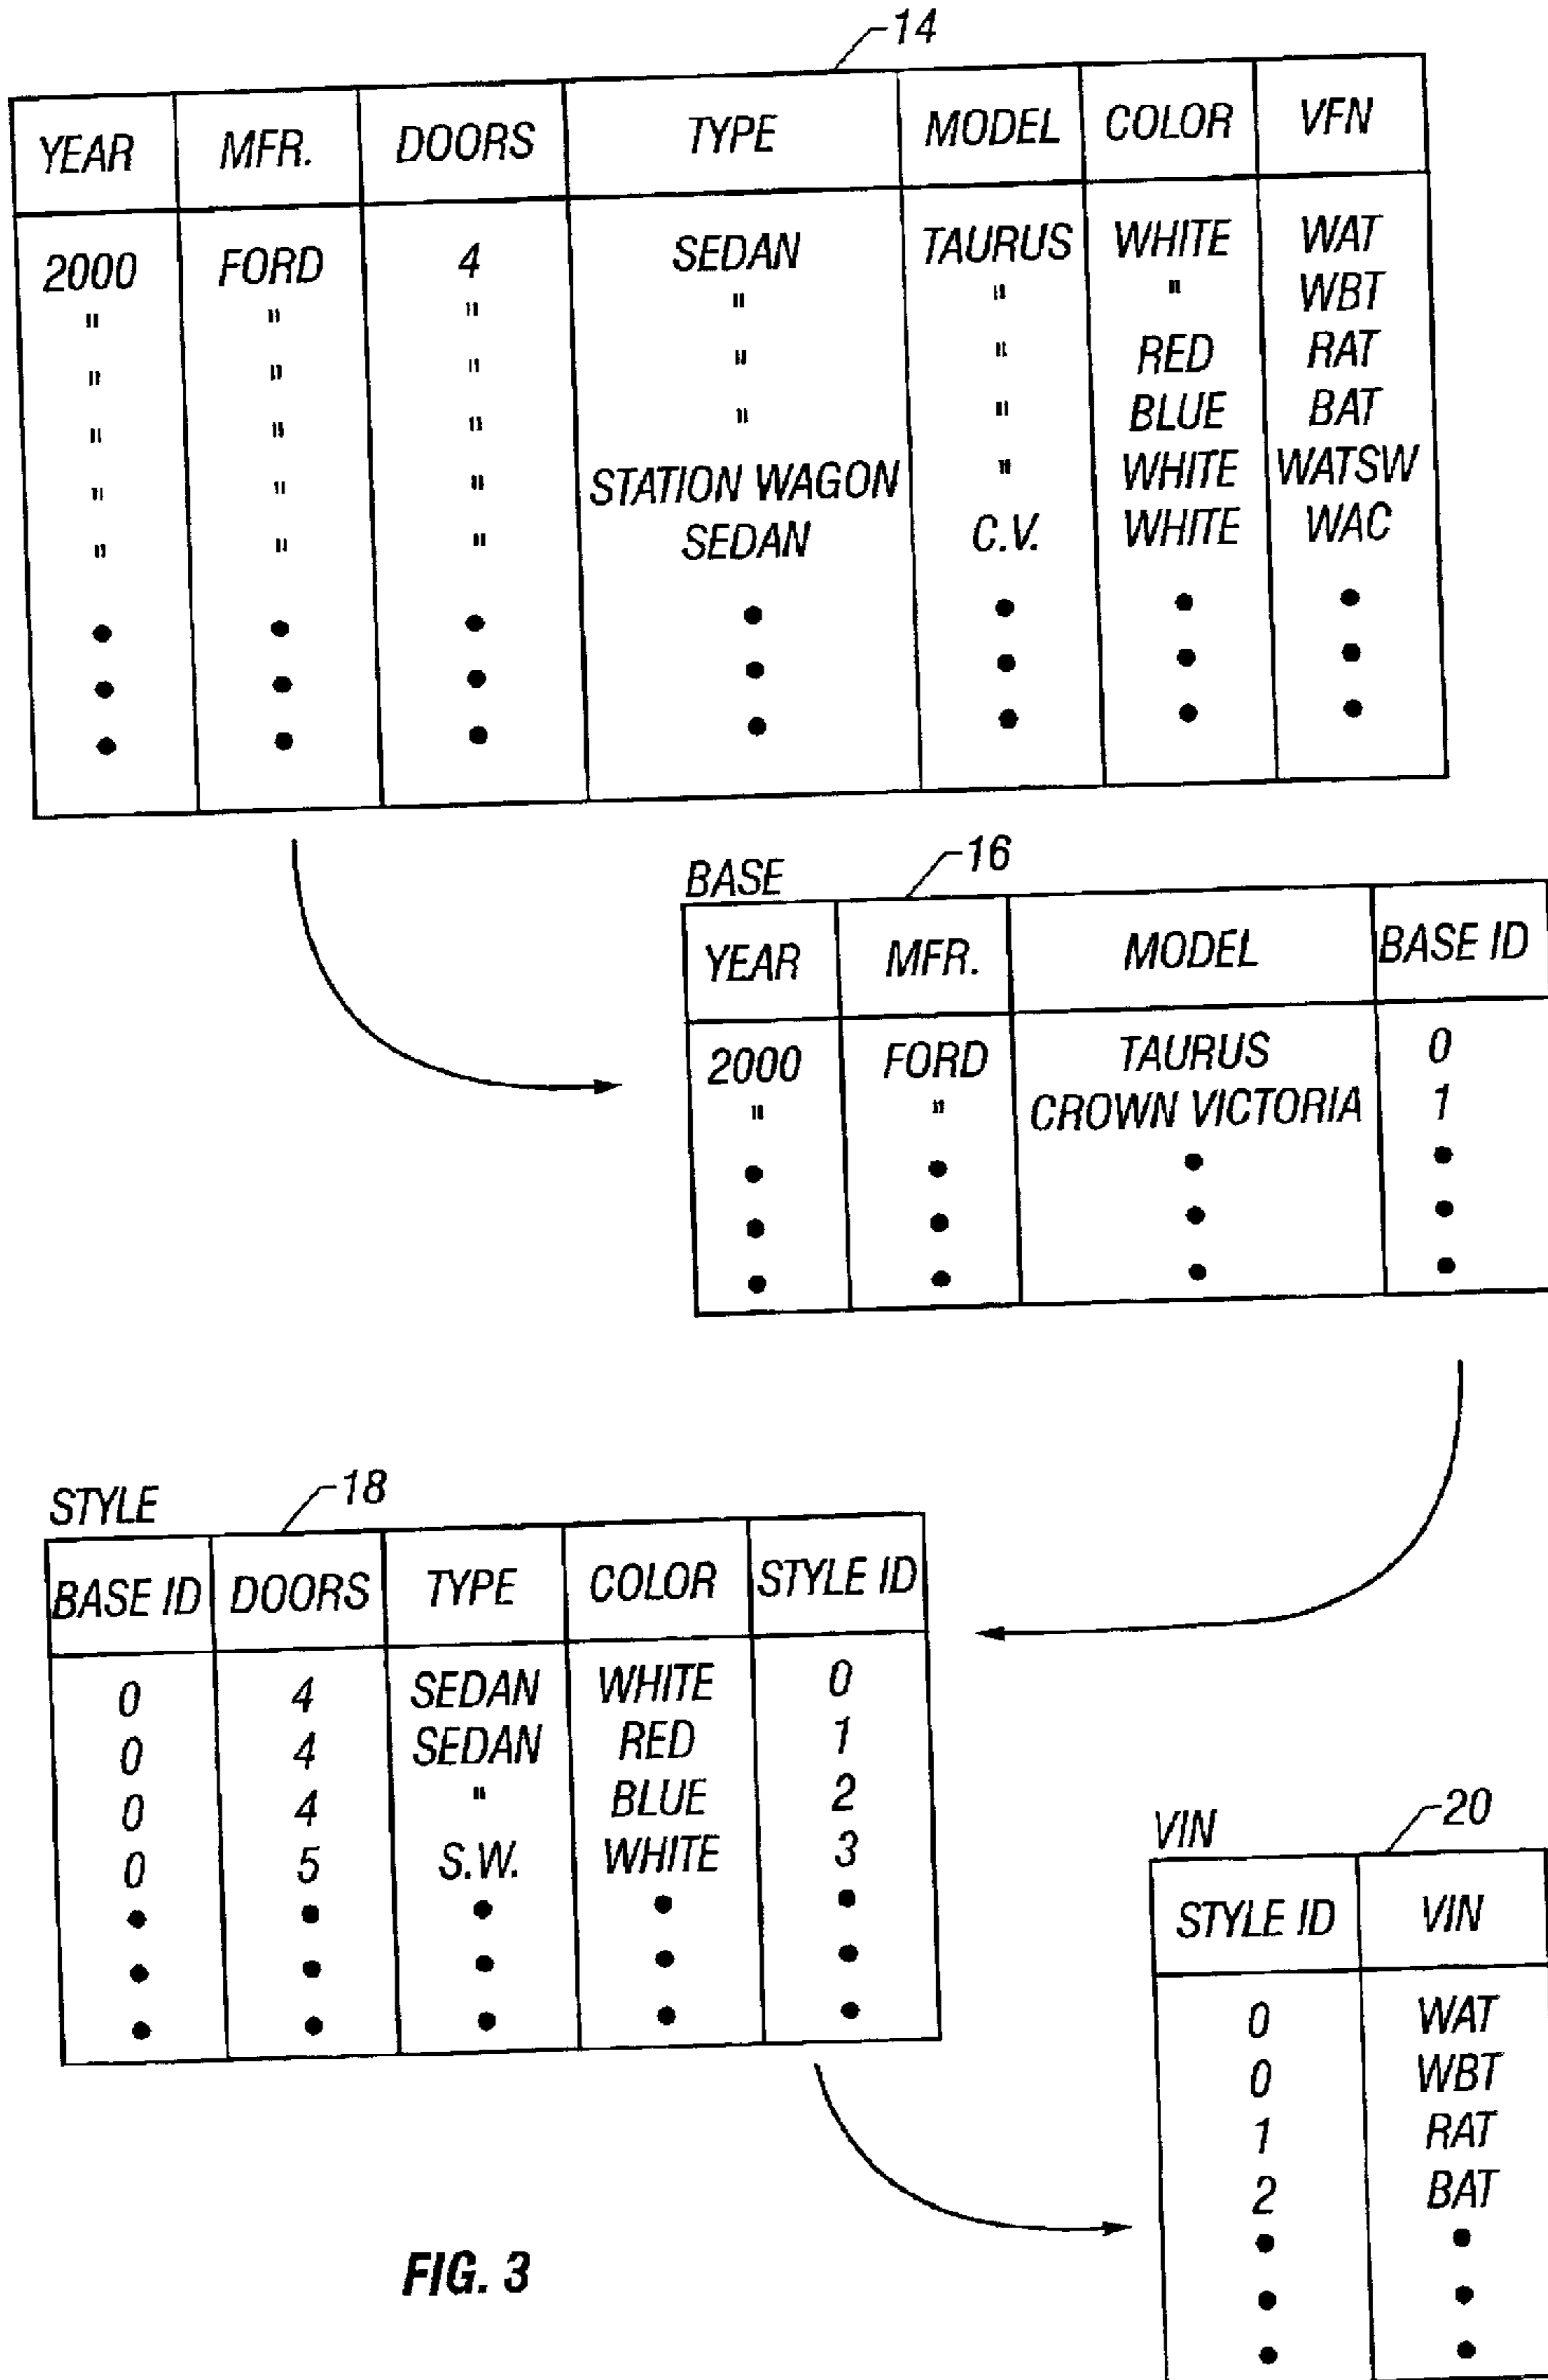 14
YEAR MFR. DOORS TYPE MODEL COLOR VFN
2000 FORD 4 SEDAN TAURUS WHITE WAT
" " " " " " WBT
" " " " " RED RAT
" " " " " BLUE BAT
" " " STATION WAGON " WHITE WATSW
" " " SEDAN C.V. WHITE WAC
BASE 16
YEAR MFR. MODEL BASE ID
2000 FORD TAURUS 0
" " CROWN VICTORIA 1
STYLE 18
BASE ID DOORS TYPE COLOR STYLE ID
0 4 SEDAN WHITE 0
0 4 SEDAN RED 1
0 4 " BLUE 2
0 5 S.W. WHITE 3
VIN 20
STYLE ID VIN
0 WAT
0 WBT
1 RAT
2 BAT
FIG. 3